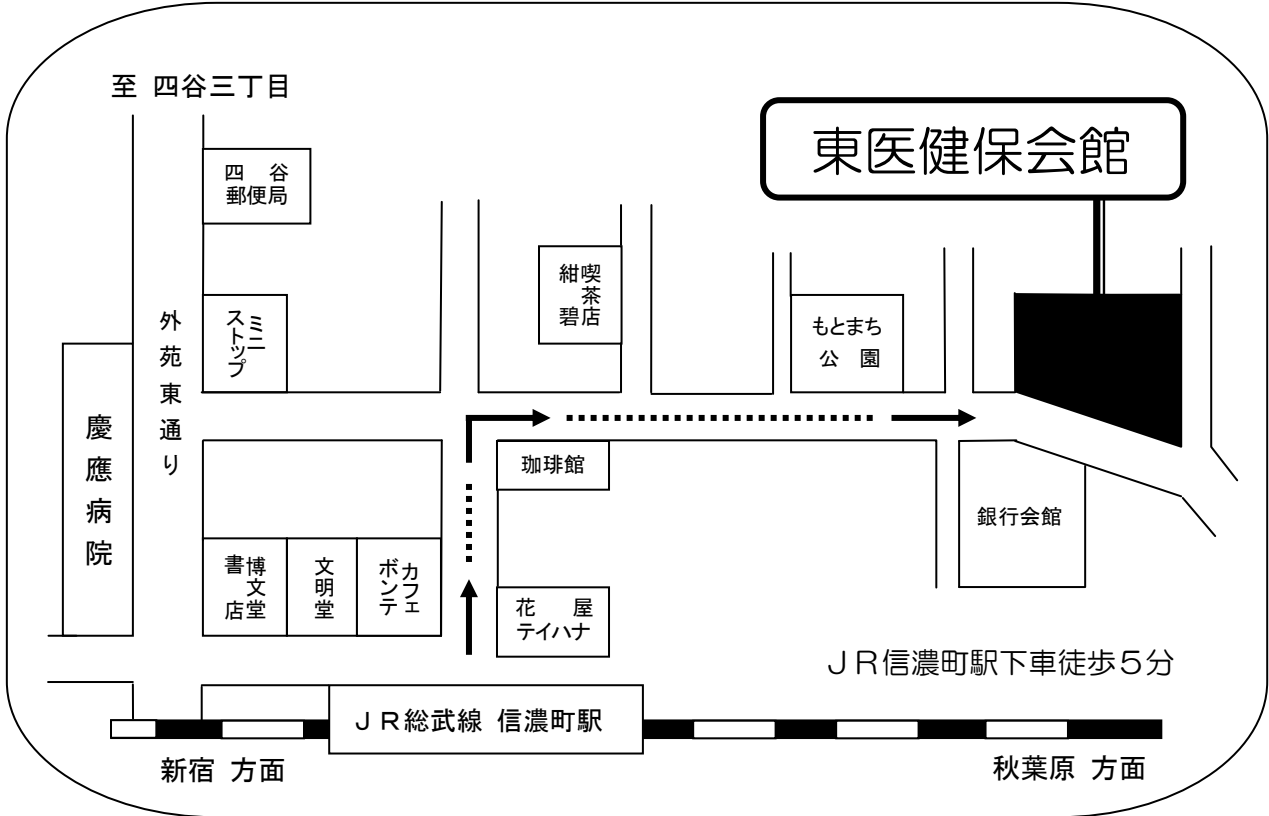 至 四谷三丁目
東医健保会館
四 谷
郵便局
喫茶店
紺 碧
外苑東通り
ミニ
ストップ
もとまち
公 園
慶應病院
珈琲館
銀行会館
博文堂
書 店
文明堂
カフェ
ボンテ
花 屋
テイハナ
ＪＲ信濃町駅下車徒歩５分
ＪＲ総武線 信濃町駅
新宿 方面
秋葉原 方面